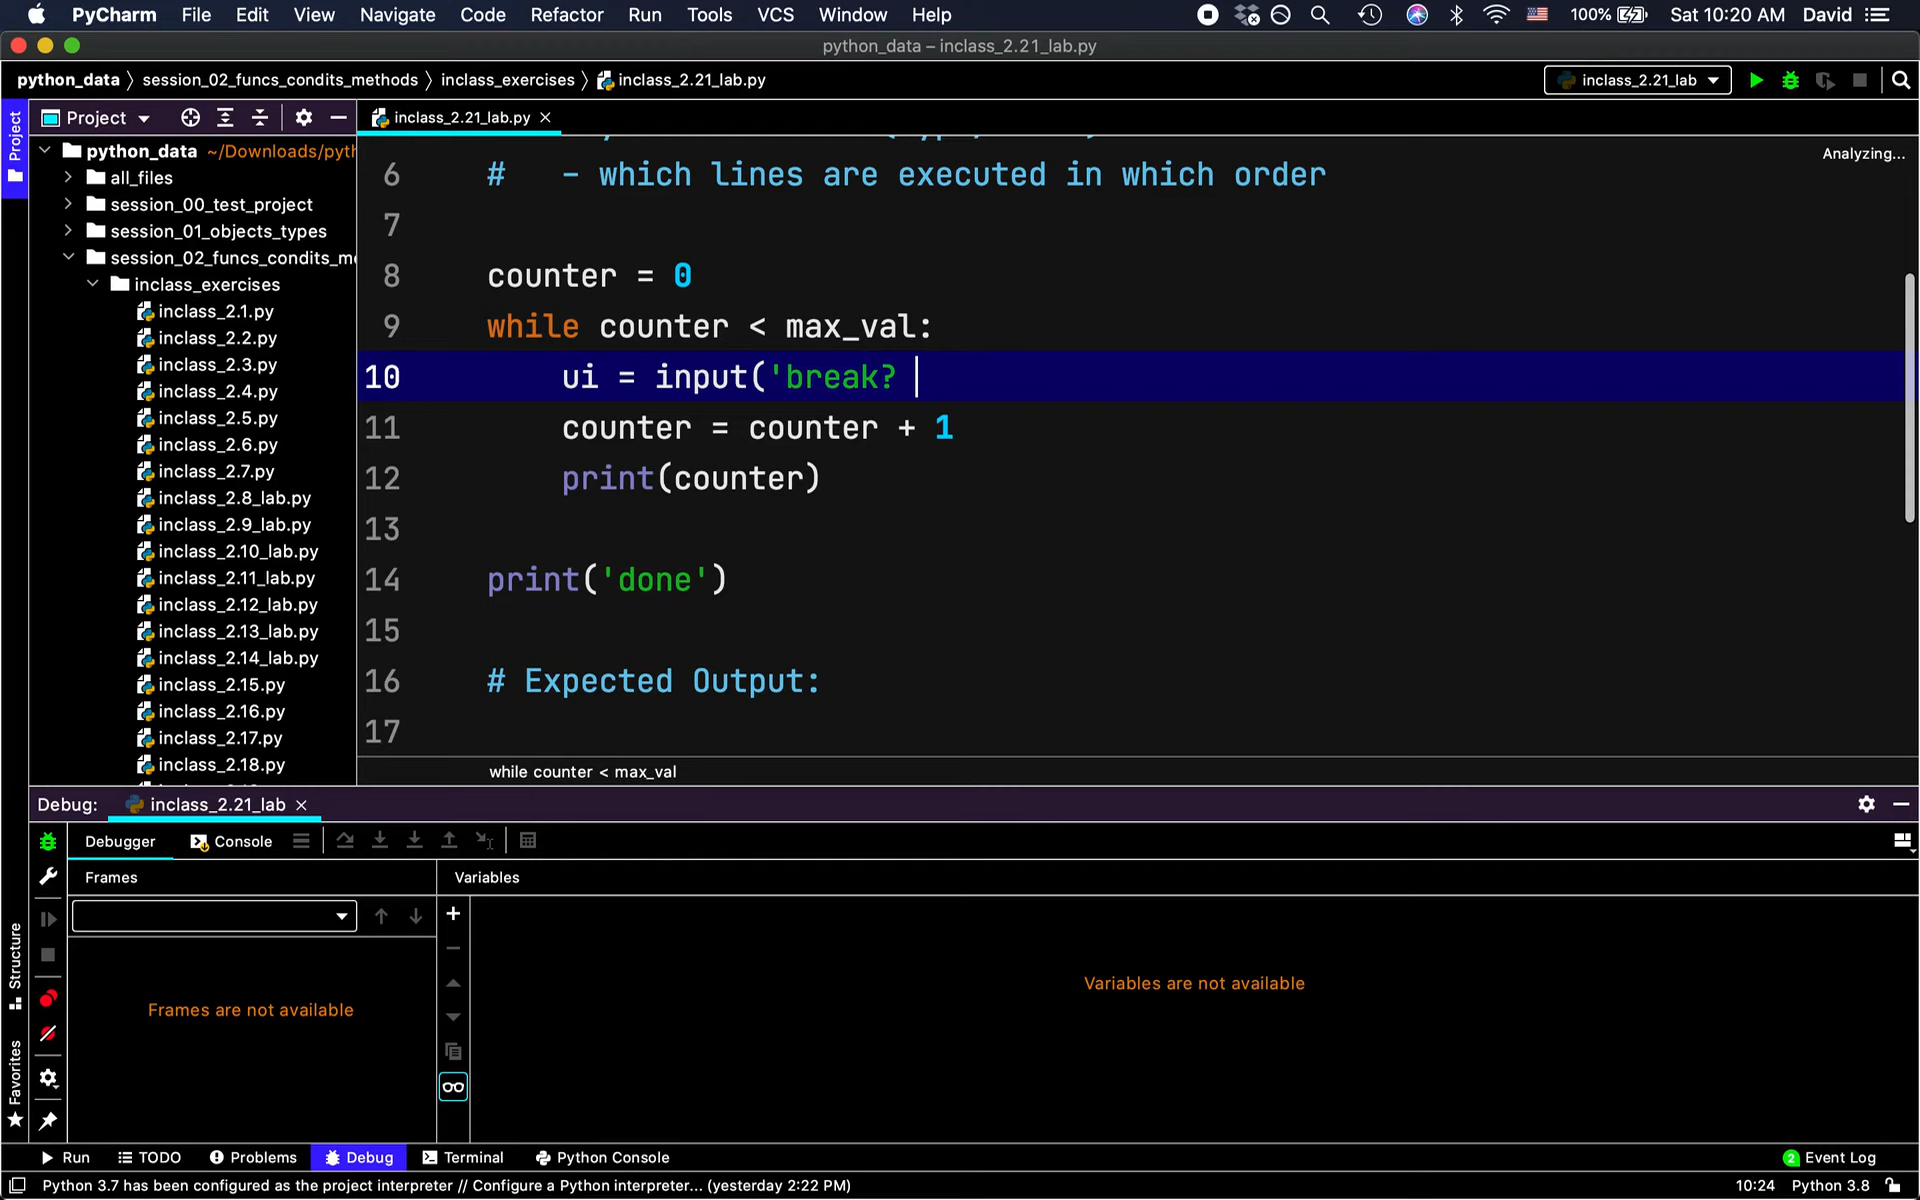 PyCharm File Edit View Navigate Code Refactor Run Tools VCS Window Help 100% Sat 10:20 AM David
python_data – inclass_2.21_lab.py
python_data session_02_funcs_condits_methods inclass_exercises inclass_2.21_lab.py inclass_2.21_lab
Project
Project
inclass_2.21_lab.py
python_data ~/Downloads/pyth
all_files
session_00_test_project
session_01_objects_types
session_02_funcs_condits_me
inclass_exercises
inclass_2.1.py
inclass_2.2.py
inclass_2.3.py
inclass_2.4.py
inclass_2.5.py
inclass_2.6.py
inclass_2.7.py
inclass_2.8_lab.py
inclass_2.9_lab.py
inclass_2.10_lab.py
inclass_2.11_lab.py
inclass_2.12_lab.py
inclass_2.13_lab.py
inclass_2.14_lab.py
inclass_2.15.py
inclass_2.16.py
inclass_2.17.py
inclass_2.18.py
Analyzing...
6 # - which lines are executed in which order
7
8 counter = 0
9 while counter < max_val:
10 ui = input('break?
11 counter = counter + 1
12 print(counter)
13
14 print('done')
15
16 # Expected Output:
17
while counter < max_val
Debug: inclass_2.21_lab
Debugger Console
Frames Variables
Frames are not available
Variables are not available
Structure
Favorites
Run TODO Problems Debug Terminal Python Console 2 Event Log
Python 3.7 has been configured as the project interpreter // Configure a Python interpreter... (yesterday 2:22 PM) 10:24 Python 3.8